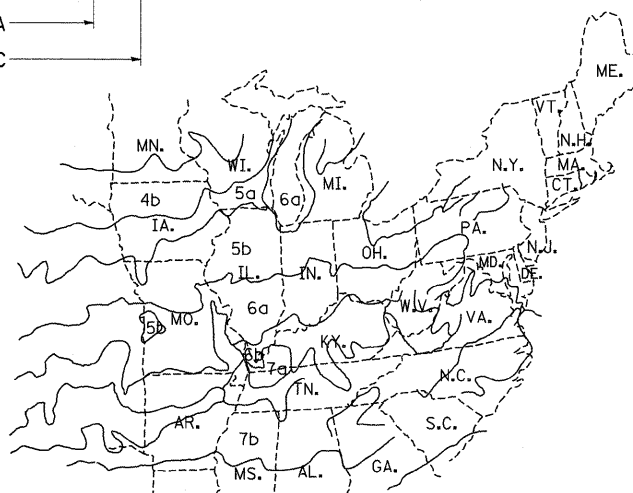 A
C
ME.
VT.
MN.
N.H.
WI.
N.Y.
MA.
MI.
CT.
4b
5a
6a
IA.
PA.
5b
OH.
N.J.
IL.
IN.
MD.
DE.
6a
W.V.
MO.
VA.
5b
KY.
6b
7a
N.C.
TN.
AR.
S.C.
7b
MS.
AL.
GA.